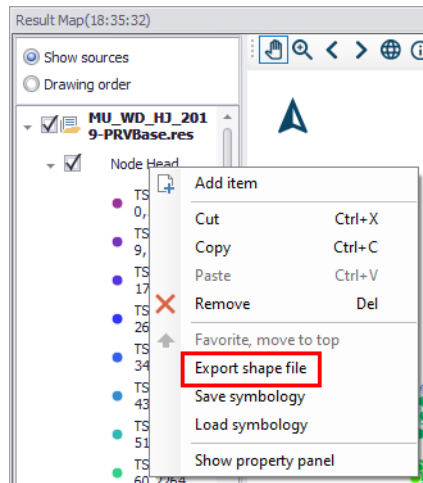 Result Map(18:35:32)
Show sources
Drawing order
MU_WD_HJ_201
9-PRVBase.res
Node Head
TS
0,
TS
9,
TS
17
TS
26
TS
34
TS
43
TS
51
TS
60,2264
Add item
Cut Ctrl+X
Copy Ctrl+C
Paste Ctrl+V
Remove Del
Favorite, move to top
Export shape file
Save symbology
Load symbology
Show property panel